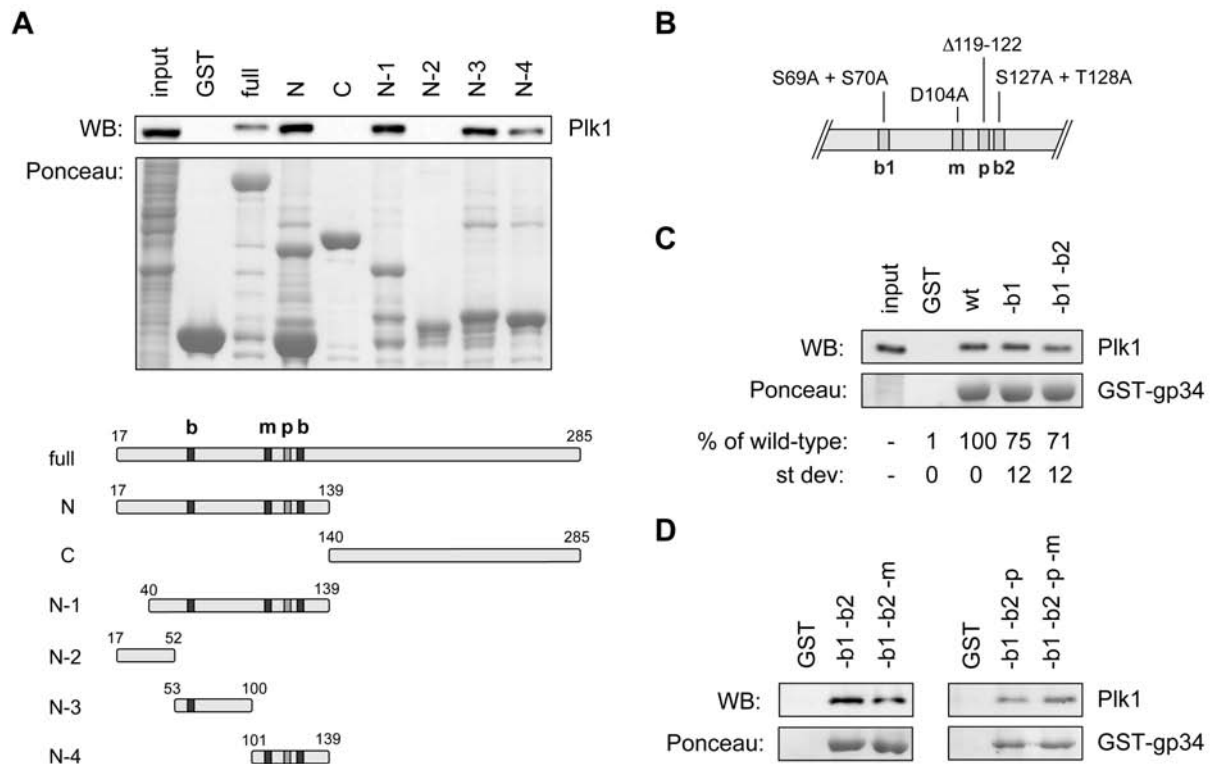 A
input GST full N C N-1 N-2 N-3 N-4
WB: Plk1
Ponceau:
b m p b
17 285
full
17 139
N
140 285
C
40 139
N-1
17 52
N-2
53 100
N-3
101 139
N-4
B
Δ119-122
S69A + S70A S127A + T128A
D104A
b1 m p b2
C
input GST wt -b1 -b1 -b2
WB: Plk1
Ponceau: GST-gp34
% of wild-type: - 1 100 75 71
st dev: - 0 0 12 12
D
GST -b1 -b2 -b1 -b2 -m GST -b1 -b2 -p -b1 -b2 -p -m
WB: Plk1
Ponceau: GST-gp34